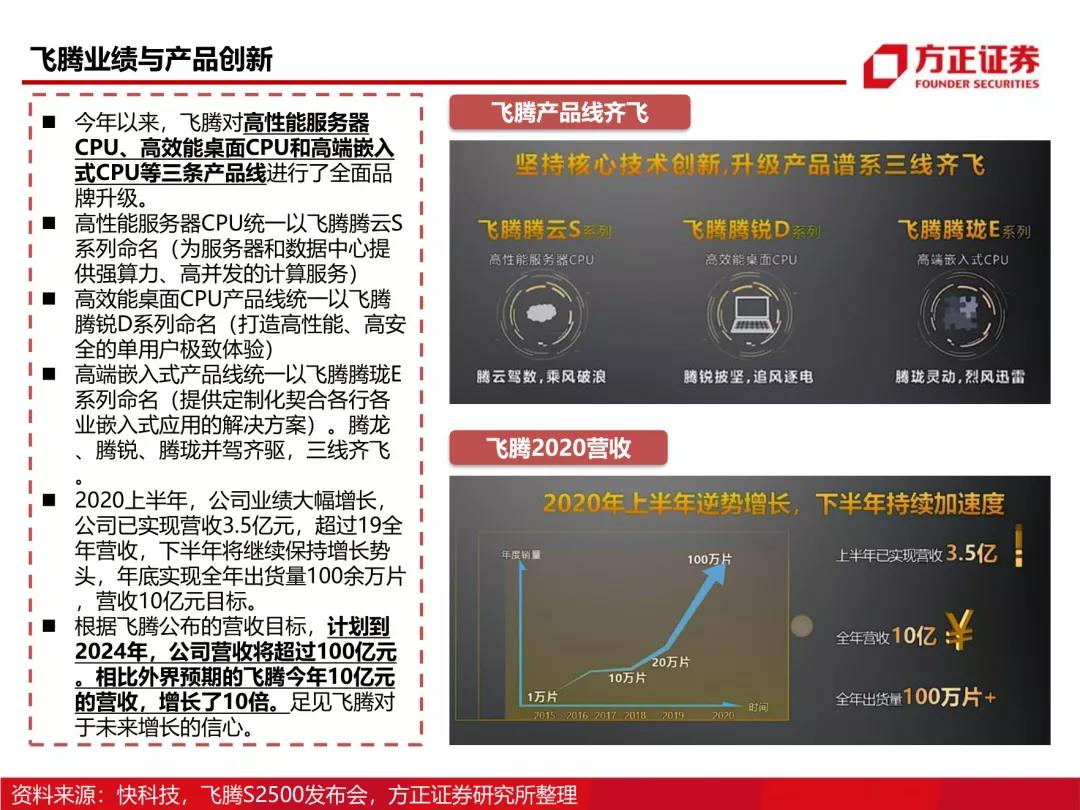 飞腾业绩与产品创新
方正证券
FOUNDER SECURITIES
■ 今年以来，飞腾对高性能服务器
CPU、高效能桌面CPU和高端嵌入
式CPU等三条产品线进行了全面品
牌升级。
■ 高性能服务器CPU统一以飞腾腾云S
系列命名（为服务器和数据中心提
供强算力、高并发的计算服务）
■ 高效能桌面CPU产品线统一以飞腾
腾锐D系列命名（打造高性能、高安
全的单用户极致体验）
■ 高端嵌入式产品线统一以飞腾腾珑E
系列命名（提供定制化契合各行各
业嵌入式应用的解决方案）。腾龙
、腾锐、腾珑并驾齐驱，三线齐飞
。
■ 2020上半年，公司业绩大幅增长，
公司已实现营收3.5亿元，超过19全
年营收，下半年将继续保持增长势
头，年底实现全年出货量100余万片
，营收10亿元目标。
■ 根据飞腾公布的营收目标，计划到
2024年，公司营收将超过100亿元
。相比外界预期的飞腾今年10亿元
的营收，增长了10倍。足见飞腾对
于未来增长的信心。
飞腾产品线齐飞
坚持核心技术创新,升级产品谱系三线齐飞
飞腾腾云S系列
高性能服务器CPU
腾云驾数,乘风破浪
飞腾腾锐D系列
高效能桌面CPU
腾锐披坚,追风逐电
飞腾腾珑E系列
高端嵌入式CPU
腾珑灵动,烈风迅雷
飞腾2020营收
2020年上半年逆势增长，下半年持续加速度
年度销量
100万片
20万片
10万片
1万片
2015 2016 2017 2018 2019 2020
时间
上半年已实现营收 3.5亿
全年营收 10亿 ¥
全年出货量100万片+
资料来源：快科技，飞腾S2500发布会，方正证券研究所整理